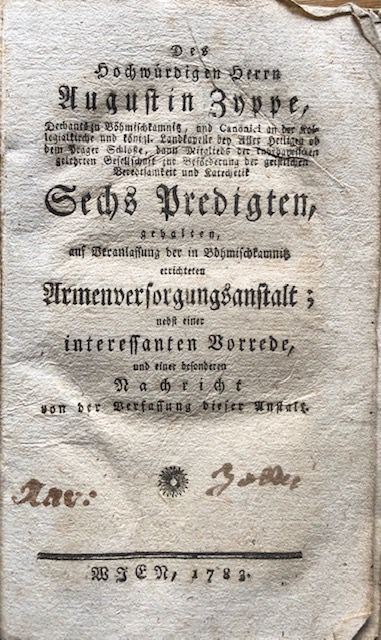 Des
Hochwürdigen Herrn
Augustin Zyppe,
Dechants zu Böhmischkamnitz, und Canonici an der Kol-
legialkirche und königl. Landkapelle bey Aller Heiligen ob
dem Prager Schloße, dann Mitglieds der
gelehrten Gesellschaft zur Beförderung der geistlichen
Beredtsamkeit und Katechetik
Sechs Predigten,
gehalten,
auf Veranlassung der in Böhmischkamnitz
errichteten
Armenversorgungsanstalt;
nebst einer
interessanten Vorrede,
und einer besonderen
Nachricht
von der Verfassung dieser Anstalt.
WIEN, 1783.